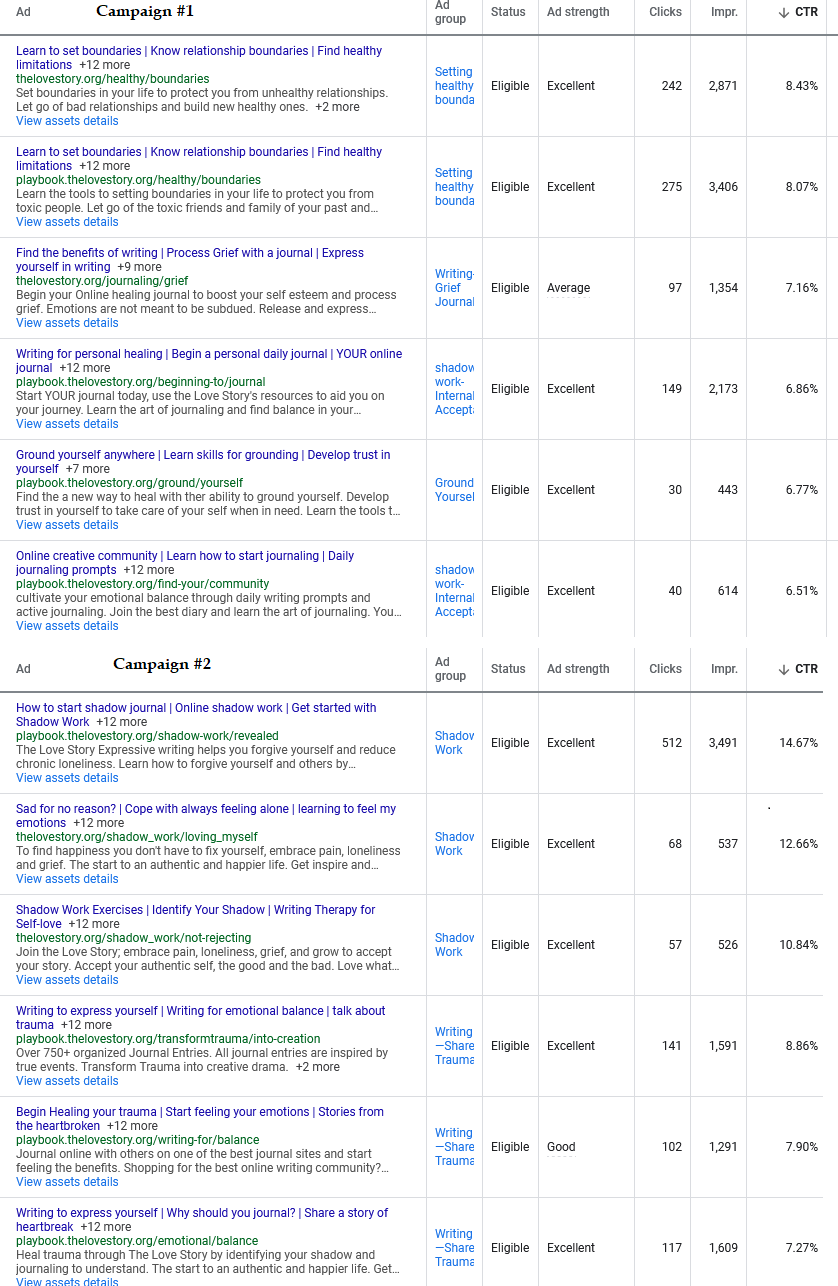 Ad
Campaign #1
Ad group
Status
Ad strength
Clicks
Impr.
↓ CTR
Learn to set boundaries | Know relationship boundaries | Find healthy
limitations +12 more
thelovestory.org/healthy/boundaries
Set boundaries in your life to protect you from unhealthy relationships.
Let go of bad relationships and build new healthy ones. +2 more
View assets details
Setting
healthy
bounda
Eligible
Excellent
242
2,871
8.43%
Learn to set boundaries | Know relationship boundaries | Find healthy
limitations +12 more
playbook.thelovestory.org/healthy/boundaries
Learn the tools to setting boundaries in your life to protect you from
toxic people. Let go of the toxic friends and family of your past and…
View assets details
Setting
healthy
bounda
Eligible
Excellent
275
3,406
8.07%
Find the benefits of writing | Process Grief with a journal | Express
yourself in writing +9 more
thelovestory.org/journaling/grief
Begin your Online healing journal to boost your self esteem and process
grief. Emotions are not meant to be subdued. Release and express…
View assets details
Writing-
Grief
Journal
Eligible
Average
97
1,354
7.16%
Writing for personal healing | Begin a personal daily journal | YOUR online
journal +12 more
playbook.thelovestory.org/beginning-to/journal
Start YOUR journal today, use the Love Story's resources to aid you on
your journey. Learn the art of journaling and find balance in your…
View assets details
shadow
work-
Internal
Accepta
Eligible
Excellent
149
2,173
6.86%
Ground yourself anywhere | Learn skills for grounding | Develop trust in
yourself +7 more
playbook.thelovestory.org/ground/yourself
Find the a new way to heal with ther ability to ground yourself. Develop
trust in yourself to take care of your self when in need. Learn the tools t…
View assets details
Ground
Yoursel
Eligible
Excellent
30
443
6.77%
Online creative community | Learn how to start journaling | Daily
journaling prompts +12 more
playbook.thelovestory.org/find-your/community
cultivate your emotional balance through daily writing prompts and
active journaling. Join the best diary and learn the art of journaling. You…
View assets details
shadow
work-
Internal
Accepta
Eligible
Excellent
40
614
6.51%
Ad
Campaign #2
Ad group
Status
Ad strength
Clicks
Impr.
↓ CTR
How to start shadow journal | Online shadow work | Get started with
Shadow Work +12 more
playbook.thelovestory.org/shadow-work/revealed
The Love Story Expressive writing helps you forgive yourself and reduce
chronic loneliness. Learn how to forgive yourself and others by…
View assets details
Shadow
Work
Eligible
Excellent
512
3,491
14.67%
Sad for no reason? | Cope with always feeling alone | learning to feel my
emotions +12 more
thelovestory.org/shadow_work/loving_myself
To find happiness you don't have to fix yourself, embrace pain, loneliness
and grief. The start to an authentic and happier life. Get inspire and…
View assets details
Shadow
Work
Eligible
Excellent
68
537
12.66%
Shadow Work Exercises | Identify Your Shadow | Writing Therapy for
Self-love +12 more
thelovestory.org/shadow_work/not-rejecting
Join the Love Story; embrace pain, loneliness, grief, and grow to accept
your story. Accept your authentic self, the good and the bad. Love what…
View assets details
Shadow
Work
Eligible
Excellent
57
526
10.84%
Writing to express yourself | Writing for emotional balance | talk about
trauma +12 more
playbook.thelovestory.org/transformtrauma/into-creation
Over 750+ organized Journal Entries. All journal entries are inspired by
true events. Transform Trauma into creative drama. +2 more
View assets details
Writing
—Share
Trauma
Eligible
Excellent
141
1,591
8.86%
Begin Healing your trauma | Start feeling your emotions | Stories from
the heartbroken +12 more
playbook.thelovestory.org/writing-for/balance
Journal online with others on one of the best journal sites and start
feeling the benefits. Shopping for the best online writing community?…
View assets details
Writing
—Share
Trauma
Eligible
Good
102
1,291
7.90%
Writing to express yourself | Why should you journal? | Share a story of
heartbreak +12 more
playbook.thelovestory.org/emotional/balance
Heal trauma through The Love Story by identifying your shadow and
journaling to understand. The start to an authentic and happier life. Get…
View assets details
Writing
—Share
Trauma
Eligible
Excellent
117
1,609
7.27%